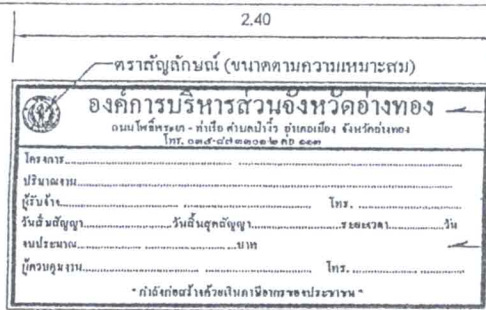 2.40
ตราสัญลักษณ์ (ขนาดตามความเหมาะสม)
องค์การบริหารส่วนจังหวัดอ่างทอง
ถนนโพธิ์พระยา - ท่าเรือ ตำบลป่างิ้ว อำเภอเมือง จังหวัดอ่างทอง
โทร.
โครงการ
ปริมาณงาน
ผู้รับจ้าง โทร.
วันเริ่มสัญญา วันสิ้นสุดสัญญา ระยะเวลา วัน
งบประมาณ บาท
ผู้ควบคุมงาน โทร.
" กำลังก่อสร้างด้วยเงินภาษีอากรของประชาชน "